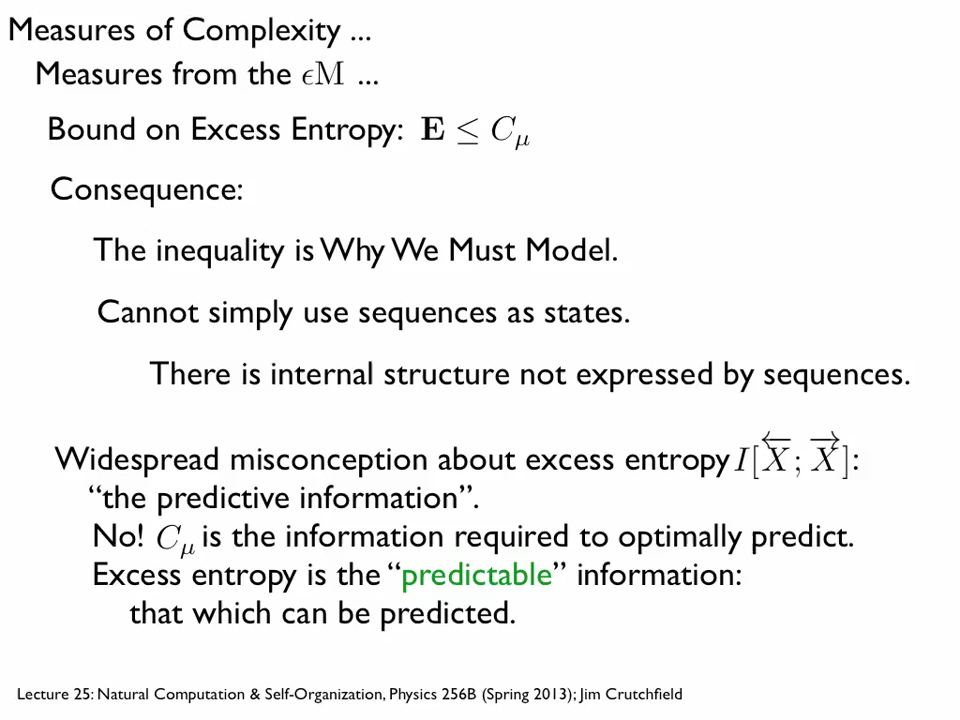 Measures of Complexity ...
Measures from the ϵM ...
Bound on Excess Entropy: E ≤ C_μ
Consequence:
The inequality is Why We Must Model.
Cannot simply use sequences as states.
There is internal structure not expressed by sequences.
Widespread misconception about excess entropy I[←X ; →X]:
“the predictive information”.
No! C_μ is the information required to optimally predict.
Excess entropy is the “predictable” information:
that which can be predicted.
Lecture 25: Natural Computation & Self-Organization, Physics 256B (Spring 2013); Jim Crutchfield